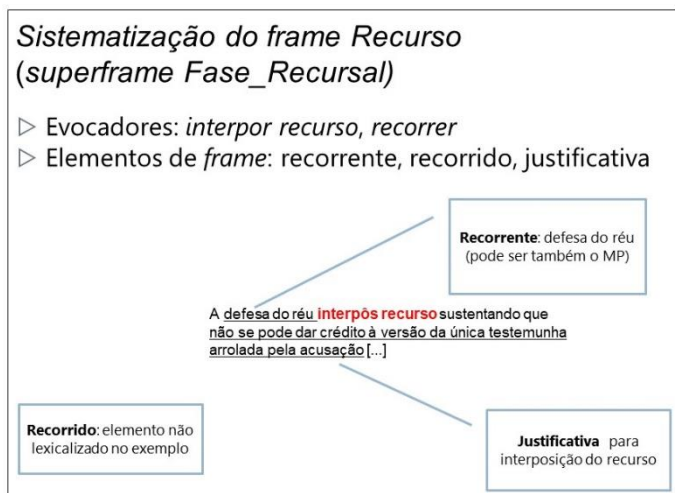 Sistematização do frame Recurso
(superframe Fase_Recursal)
▷ Evocadores: interpor recurso, recorrer
▷ Elementos de frame: recorrente, recorrido, justificativa
Recorrente: defesa do réu
(pode ser também o MP)
A defesa do réu interpôs recurso sustentando que
não se pode dar crédito à versão da única testemunha
arrolada pela acusação [...]
Recorrido: elemento não
lexicalizado no exemplo
Justificativa para
interposição do recurso